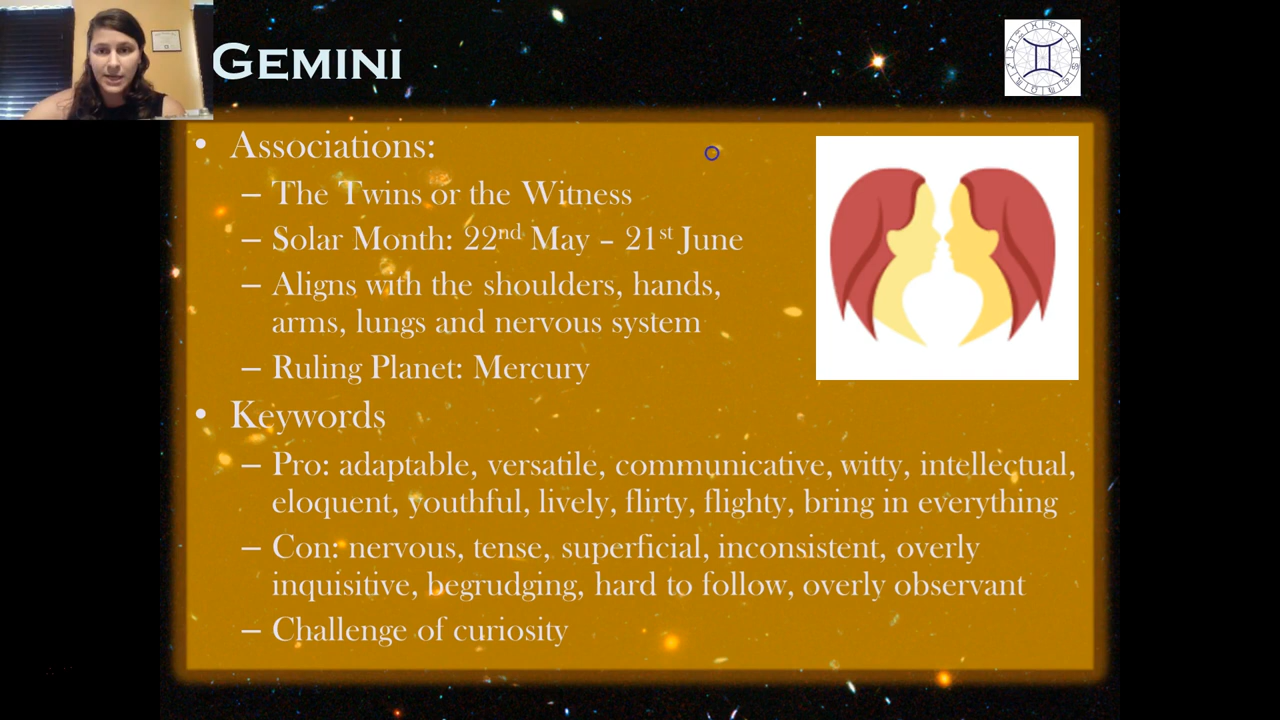 GEMINI
• Associations:
– The Twins or the Witness
– Solar Month: 22nd May – 21st June
– Aligns with the shoulders, hands,
arms, lungs and nervous system
– Ruling Planet: Mercury
• Keywords
– Pro: adaptable, versatile, communicative, witty, intellectual,
eloquent, youthful, lively, flirty, flighty, bring in everything
– Con: nervous, tense, superficial, inconsistent, overly
inquisitive, begrudging, hard to follow, overly observant
– Challenge of curiosity